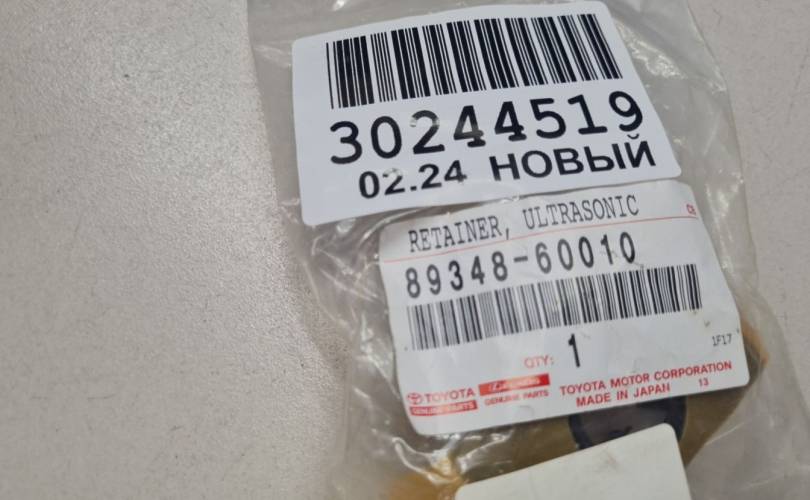 30244519
02.24 НОВЫЙ
RETAINER, ULTRASONIC
89348-60010
QTY: 1
1F17
TOYOTA
GENUINE PARTS
GENUINE PARTS
TOYOTA MOTOR CORPORATION
MADE IN JAPAN 13